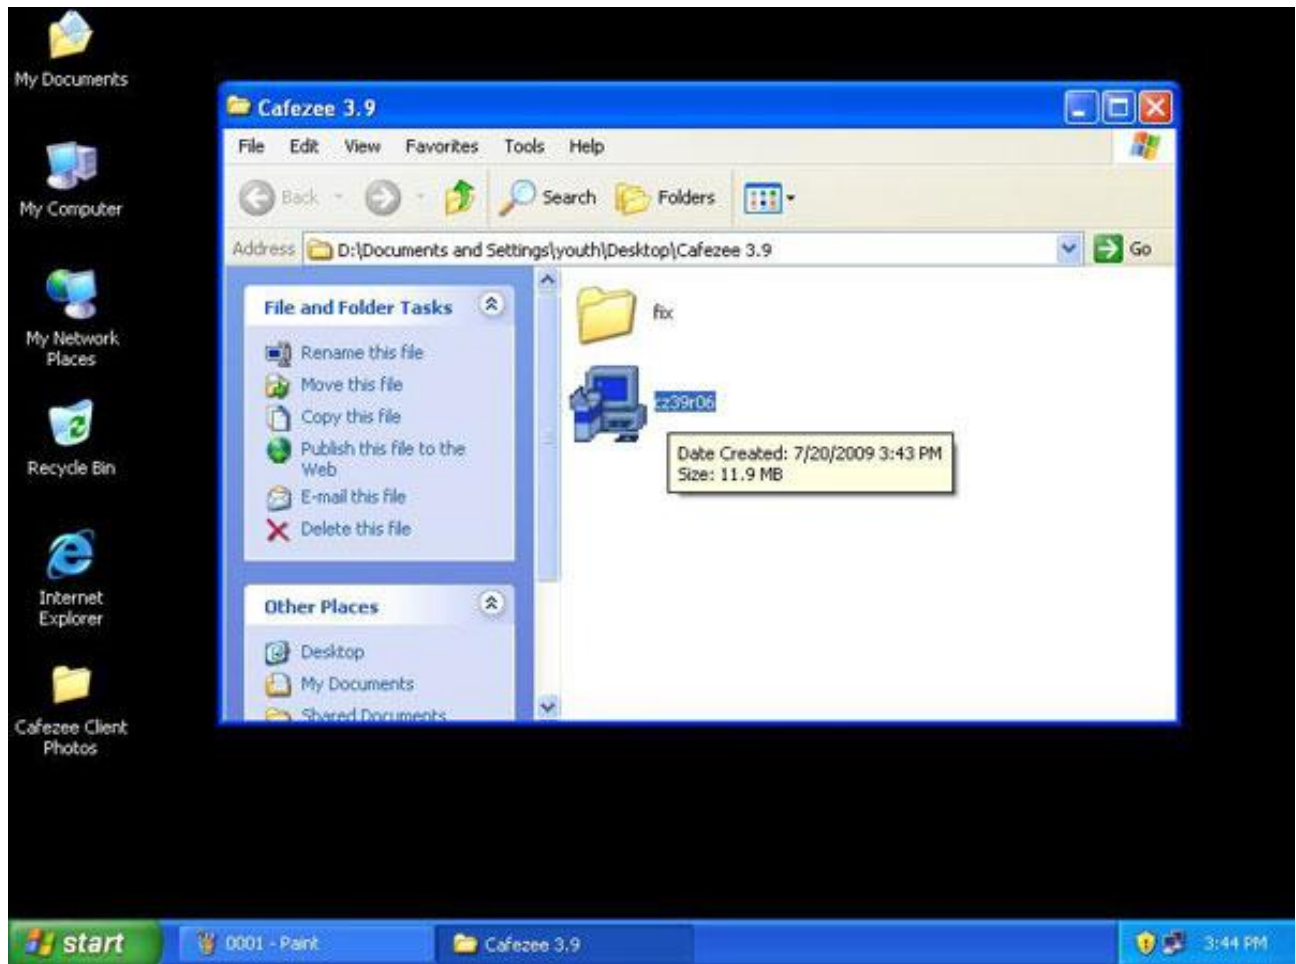 My Documents
My Computer
My Network
Places
Recycle Bin
Internet
Explorer
Cafezee Client
Photos
Cafezee 3.9
File Edit View Favorites Tools Help
Back Search Folders
Address D:\Documents and Settings\youth\Desktop\Cafezee 3.9 Go
File and Folder Tasks
Rename this file
Move this file
Copy this file
Publish this file to the
Web
E-mail this file
Delete this file
Other Places
Desktop
My Documents
Shared Documents
fix
cz39r06
Date Created: 7/20/2009 3:43 PM
Size: 11.9 MB
start 0001 - Paint Cafezee 3.9 3:44 PM